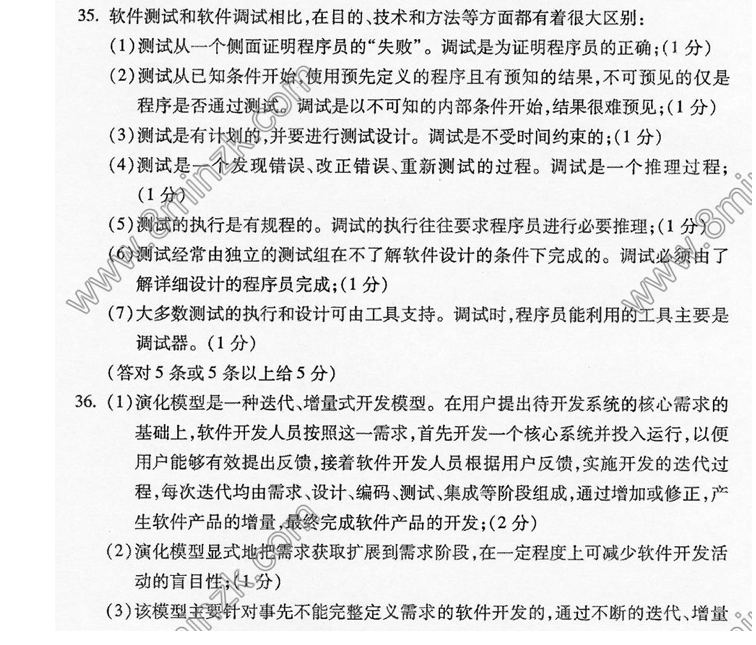 35. 软件测试和软件调试相比,在目的、技术和方法等方面都有着很大区别:
(1)测试从一个侧面证明程序员的“失败”。调试是为证明程序员的正确;(1分)
(2)测试从已知条件开始,使用预先定义的程序且有预知的结果,不可预见的仅是
程序是否通过测试。调试是以不可知的内部条件开始,结果很难预见;(1分)
(3)测试是有计划的,并要进行测试设计。调试是不受时间约束的;(1分)
(4)测试是一个发现错误、改正错误、重新测试的过程。调试是一个推理过程;
(1分)
(5)测试的执行是有规程的。调试的执行往往要求程序员进行必要推理;(1分)
(6)测试经常由独立的测试组在不了解软件设计的条件下完成的。调试必须由了
解详细设计的程序员完成;(1分)
(7)大多数测试的执行和设计可由工具支持。调试时,程序员能利用的工具主要是
调试器。(1分)
(答对5条或5条以上给5分)
36. (1)演化模型是一种迭代、增量式开发模型。在用户提出待开发系统的核心需求的
基础上,软件开发人员按照这一需求,首先开发一个核心系统并投入运行,以便
用户能够有效提出反馈,接着软件开发人员根据用户反馈,实施开发的迭代过
程,每次迭代均由需求、设计、编码、测试、集成等阶段组成,通过增加或修正,产
生软件产品的增量,最终完成软件产品的开发;(2分)
(2)演化模型显式地把需求获取扩展到需求阶段,在一定程度上可减少软件开发活
动的盲目性;(1分)
(3)该模型主要针对事先不能完整定义需求的软件开发的,通过不断的迭代、增量
www.8minzk.com
www.8mi
minzk.com